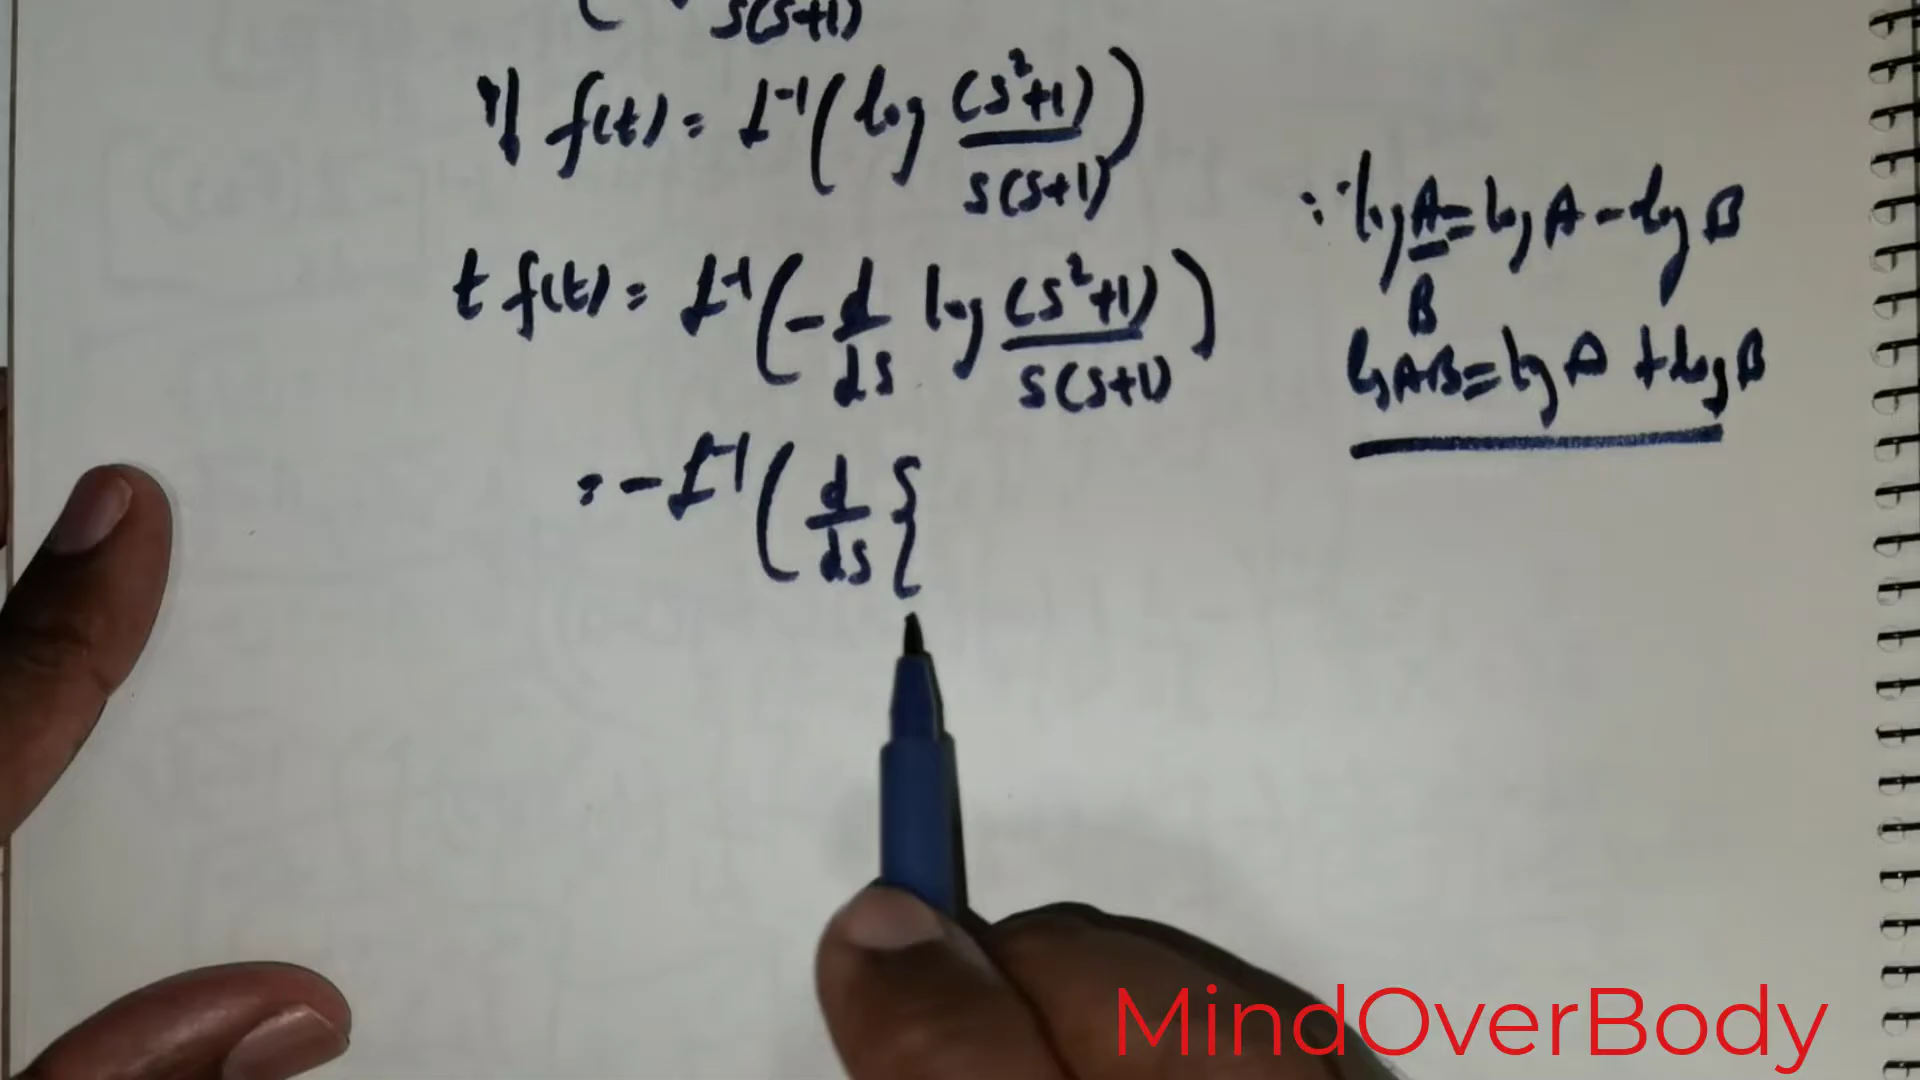 s(s+1)
If f(t) = L⁻¹(log (s²+1)/s(s+1))
∵ log A/B = log A - log B
t f(t) = L⁻¹(-d/ds log (s²+1)/s(s+1))
log AB = log A + log B
= -L⁻¹(d/ds {
MindOverBody